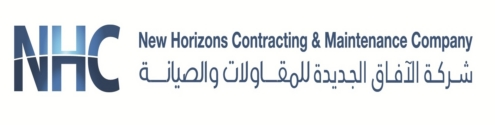 NHC
New Horizons Contracting & Maintenance Company
شركة الآفاق الجديدة للمقاولات والصيانة